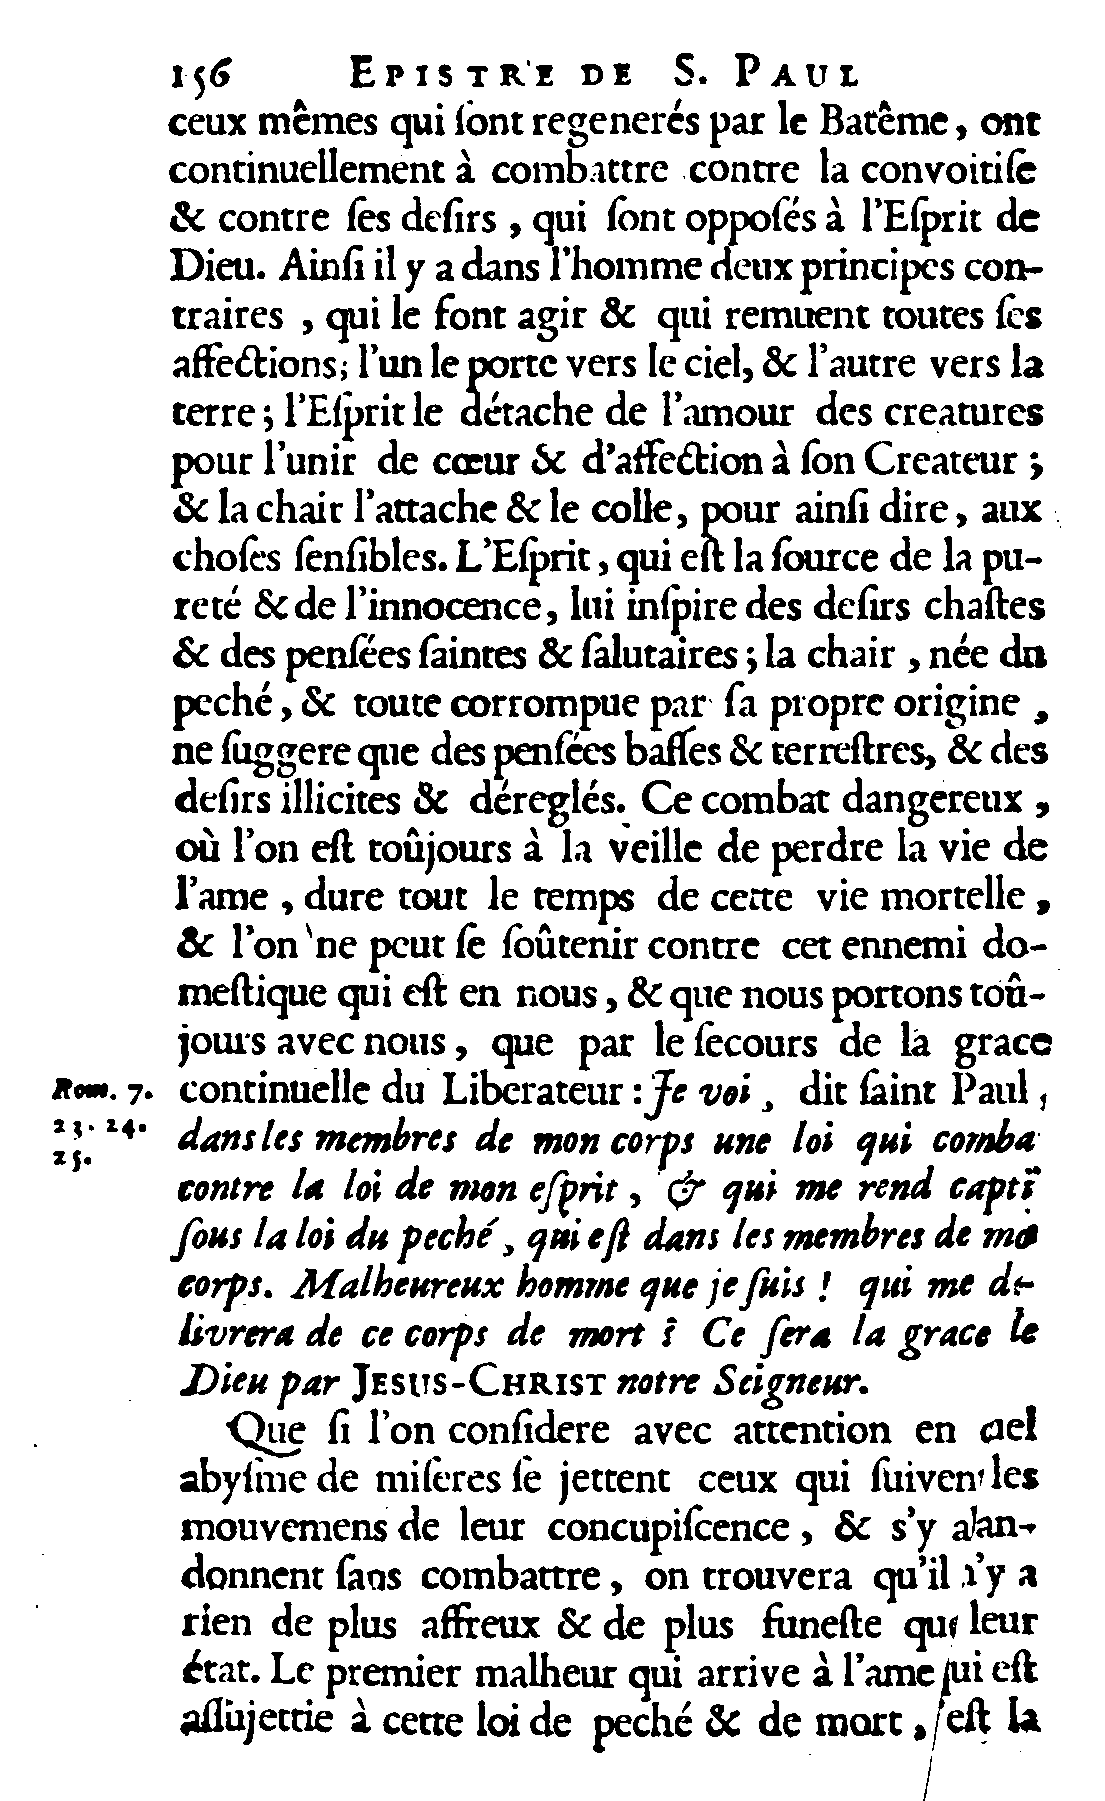 156 EPISTRE DE S. PAUL
ceux mêmes qui ſont regenerés par le Batême, ont
continuellement à combattre contre la convoitiſe
& contre ſes deſirs, qui ſont oppoſés à l'Eſprit de
Dieu. Ainſi il y a dans l'homme deux principes con-
traires, qui le font agir & qui remuent toutes ſes
affections; l'un le porte vers le ciel, & l'autre vers la
terre; l'Eſprit le détache de l'amour des creatures
pour l'unir de cœur & d'affection à ſon Createur;
& la chair l'attache & le colle, pour ainſi dire, aux
choſes ſenſibles. L'Eſprit, qui eſt la ſource de la pu-
reté & de l'innocence, lui inſpire des deſirs chaſtes
& des penſées ſaintes & ſalutaires; la chair, née du
peché, & toute corrompue par ſa propre origine,
ne ſuggere que des penſées baſſes & terreſtres, & des
deſirs illicites & déreglés. Ce combat dangereux,
où l'on eſt toûjours à la veille de perdre la vie de
l'ame, dure tout le temps de cette vie mortelle,
& l'on ne peut ſe ſoûtenir contre cet ennemi do-
meſtique qui eſt en nous, & que nous portons toû-
jours avec nous, que par le ſecours de la grace
Rom. 7. continuelle du Liberateur: Je voi, dit ſaint Paul,
23. 24. dans les membres de mon corps une loi qui comba
25.
contre la loi de mon eſprit, & qui me rend capti
ſous la loi du peché, qui eſt dans les membres de mo
corps. Malheureux homme que je ſuis! qui me de-
livrera de ce corps de mort? Ce ſera la grace de
Dieu par JESUS-CHRIST notre Seigneur.
Que ſi l'on conſidere avec attention en quel
abyſme de miſeres ſe jettent ceux qui ſuivent les
mouvemens de leur concupiſcence, & s'y aban-
donnent ſans combattre, on trouvera qu'il n'y a
rien de plus affreux & de plus funeſte que leur
état. Le premier malheur qui arrive à l'ame qui eſt
aſſujettie à cette loi de peché & de mort, eſt la